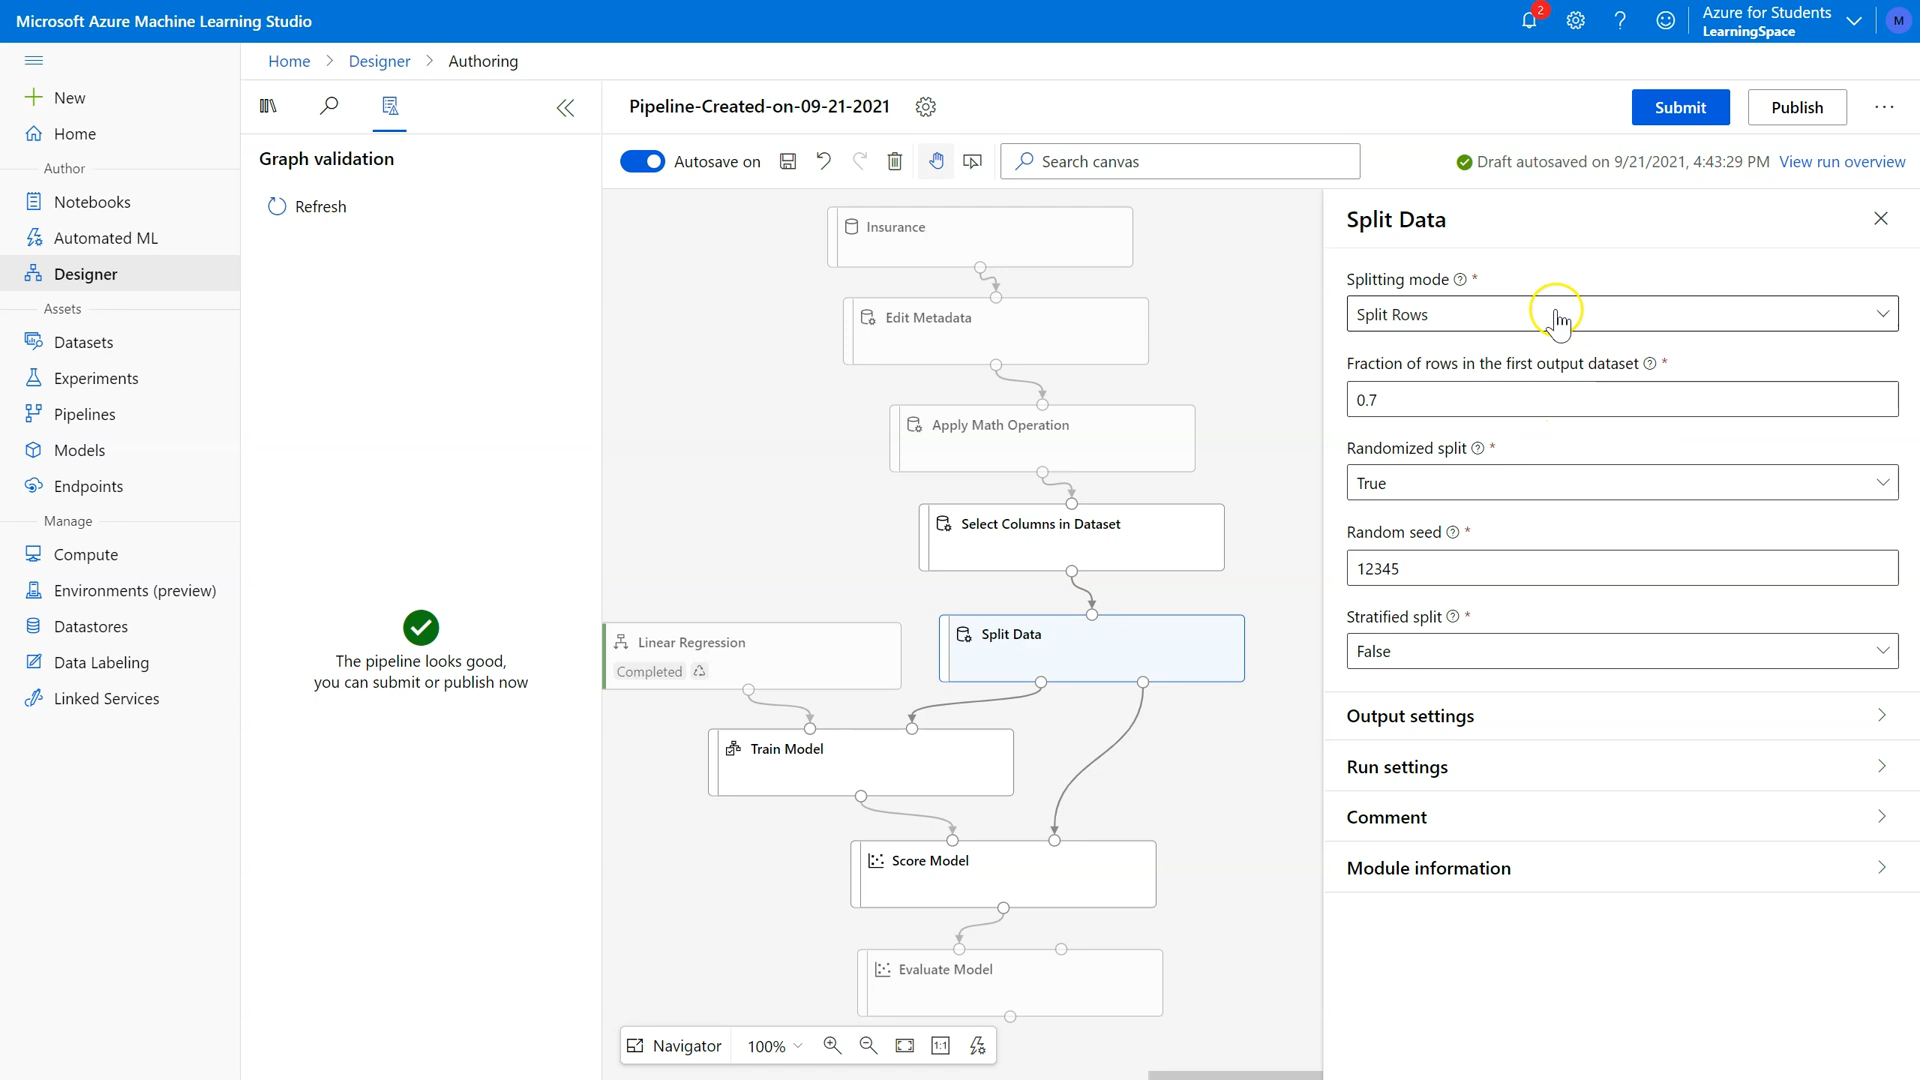 Microsoft Azure Machine Learning Studio
2
Azure for Students
LearningSpace
M
New
Home
Author
Notebooks
Automated ML
Designer
Assets
Datasets
Experiments
Pipelines
Models
Endpoints
Manage
Compute
Environments (preview)
Datastores
Data Labeling
Linked Services
Home > Designer > Authoring
Graph validation
Refresh
The pipeline looks good,
you can submit or publish now
Pipeline-Created-on-09-21-2021
Submit
Publish
Autosave on
Search canvas
Draft autosaved on 9/21/2021, 4:43:29 PM View run overview
Insurance
Edit Metadata
Apply Math Operation
Select Columns in Dataset
Split Data
Linear Regression
Completed
Train Model
Score Model
Evaluate Model
Navigator
100%
1:1
Split Data
Splitting mode *
Split Rows
Fraction of rows in the first output dataset *
0.7
Randomized split *
True
Random seed *
12345
Stratified split *
False
Output settings
Run settings
Comment
Module information